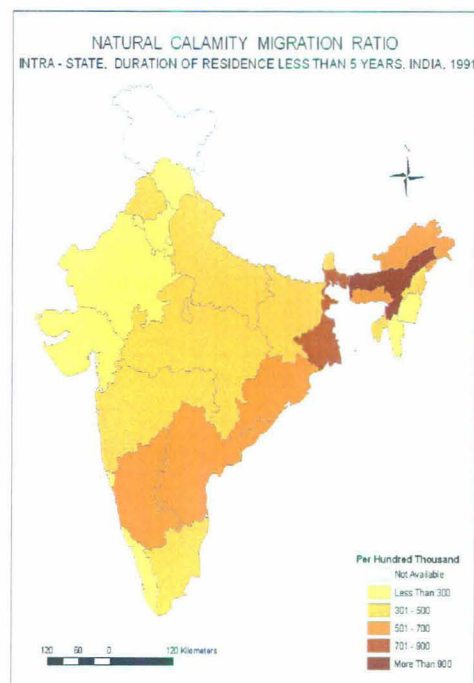 NATURAL CALAMITY MIGRATION RATIO
INTRA - STATE, DURATION OF RESIDENCE LESS THAN 5 YEARS, INDIA, 1991
Per Hundred Thousand
Not Available
Less Than 300
301 - 500
501 - 700
701 - 900
More Than 900
120 60 0 120 Kilometers